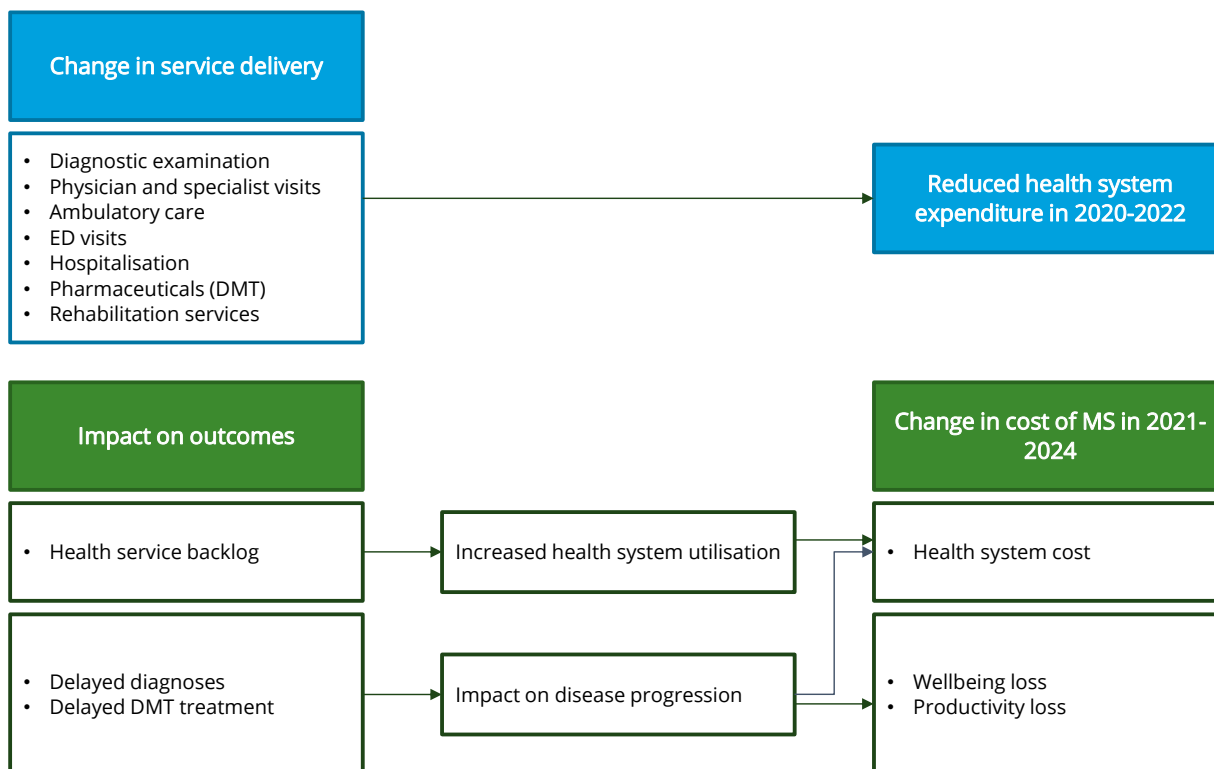 Change in service delivery
• Diagnostic examination
• Physician and specialist visits
• Ambulatory care
• ED visits
• Hospitalisation
• Pharmaceuticals (DMT)
• Rehabilitation services
Reduced health system
expenditure in 2020-2022
Impact on outcomes
Change in cost of MS in 2021-
2024
• Health service backlog
Increased health system utilisation
• Health system cost
• Delayed diagnoses
• Delayed DMT treatment
Impact on disease progression
• Wellbeing loss
• Productivity loss